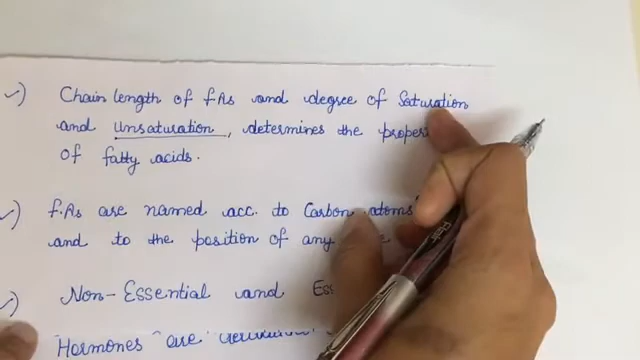 Chain length of fAs and degree of Saturation
and Unsaturation, determines the proper
of fatty acids.
f.As are named acc. to Carbon atoms
and to the position of any
Non-Essential and Es
Hormones are